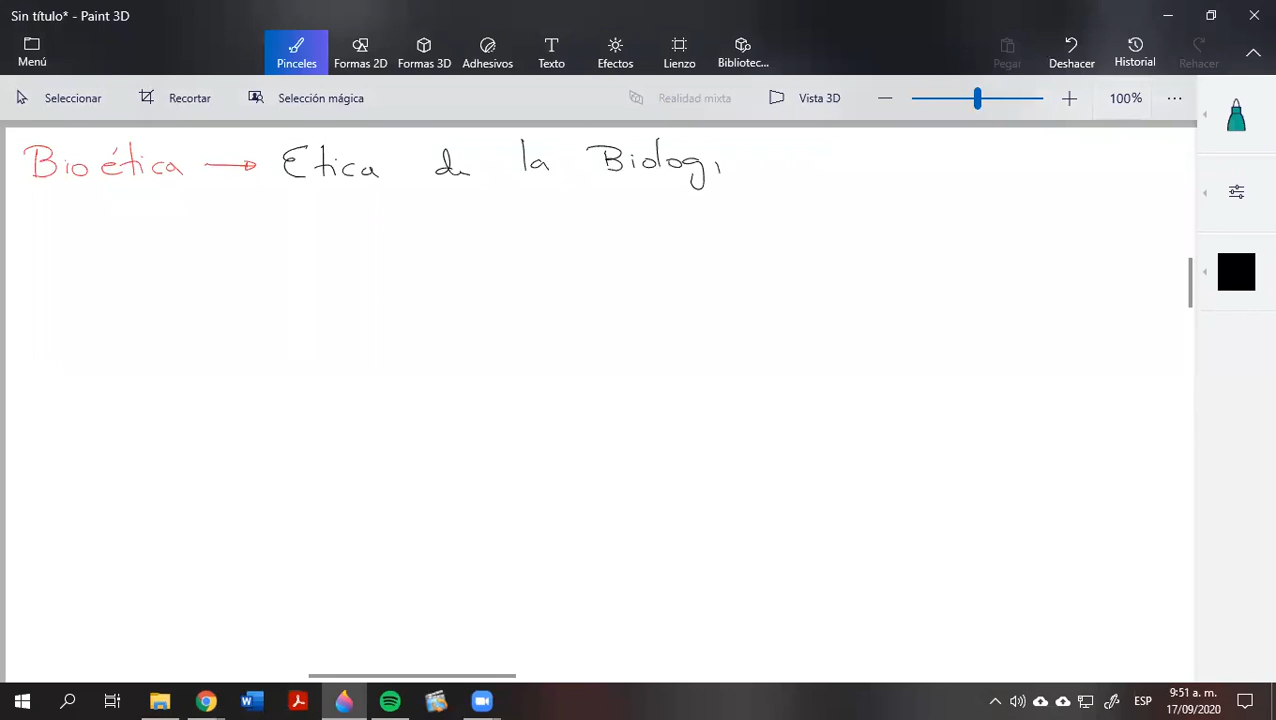 Sin título* - Paint 3D
Menú
Pinceles
Formas 2D
Formas 3D
Adhesivos
Texto
Efectos
Lienzo
Bibliotec...
Pegar
Deshacer
Historial
Rehacer
Seleccionar
Recortar
Selección mágica
Realidad mixta
Vista 3D
100%
Bioética → Etica de la Biologi
ESP
9:51 a. m.
17/09/2020